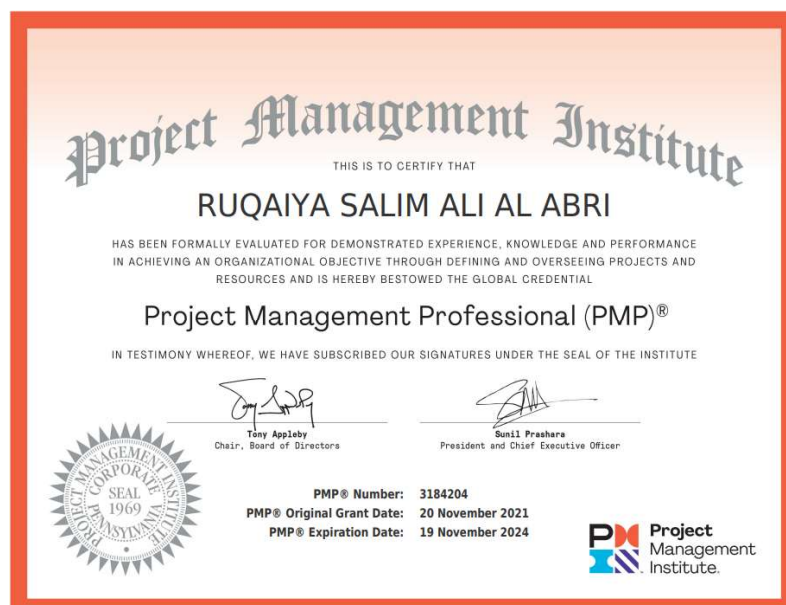 Project Management Institute
THIS IS TO CERTIFY THAT
RUQAIYA SALIM ALI AL ABRI
HAS BEEN FORMALLY EVALUATED FOR DEMONSTRATED EXPERIENCE, KNOWLEDGE AND PERFORMANCE
IN ACHIEVING AN ORGANIZATIONAL OBJECTIVE THROUGH DEFINING AND OVERSEEING PROJECTS AND
RESOURCES AND IS HEREBY BESTOWED THE GLOBAL CREDENTIAL
Project Management Professional (PMP)®
IN TESTIMONY WHEREOF, WE HAVE SUBSCRIBED OUR SIGNATURES UNDER THE SEAL OF THE INSTITUTE
Tony Appleby
Chair, Board of Directors
Sunil Prashara
President and Chief Executive Officer
PROJECT MANAGEMENT INSTITUTE
CORPORATE
SEAL
1969
PENNSYLVANIA
PMP® Number: 3184204
PMP® Original Grant Date: 20 November 2021
PMP® Expiration Date: 19 November 2024
Project
Management
Institute.